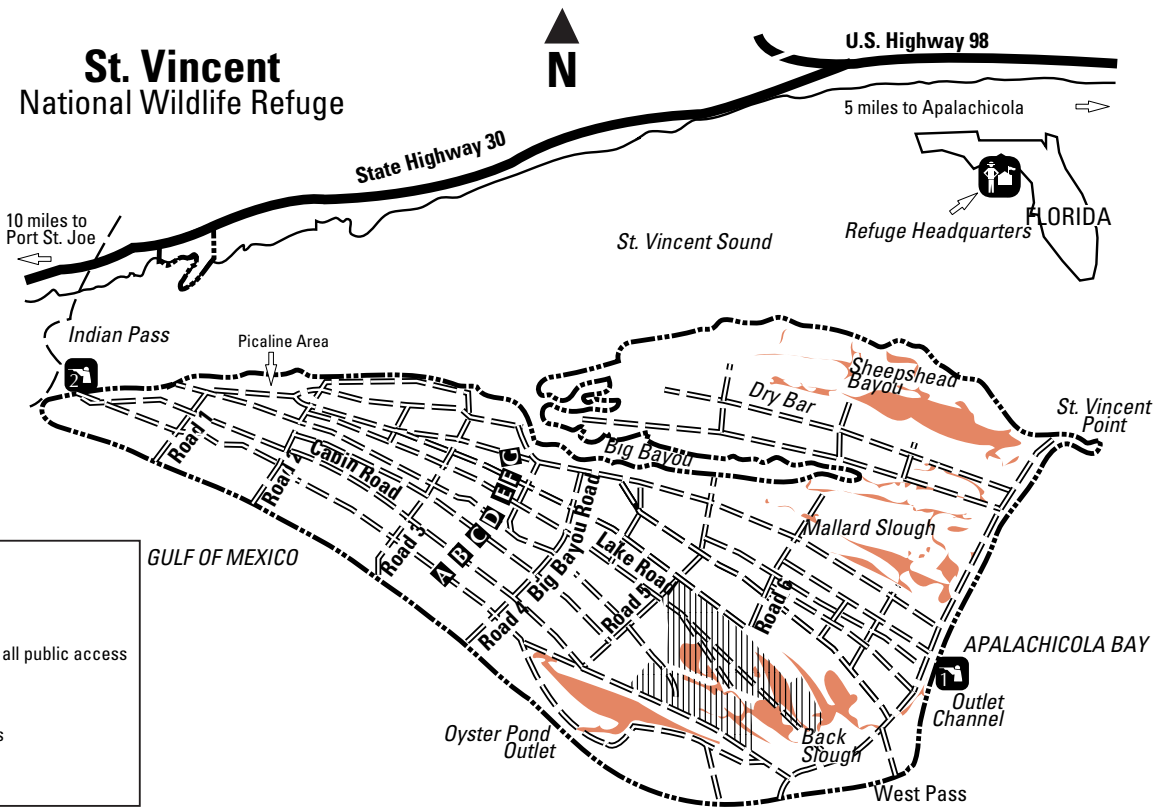 St. Vincent
National Wildlife Refuge
N
U.S. Highway 98
5 miles to Apalachicola
State Highway 30
10 miles to
Port St. Joe
St. Vincent Sound
Refuge Headquarters
FLORIDA
Indian Pass
2
Picaline Area
Sheepshead
Bayou
Dry Bar
St. Vincent
Point
Big Bayou
Road 1
Road 2
Cabin Road
Road 3
A
B
C
D
E
F
G
Big Bayou Road
Road 4
Lake Road
Road 5
Road 6
Mallard Slough
GULF OF MEXICO
all public access
s
APALACHICOLA BAY
1
Outlet
Channel
Oyster Pond
Outlet
Back
Slough
West Pass